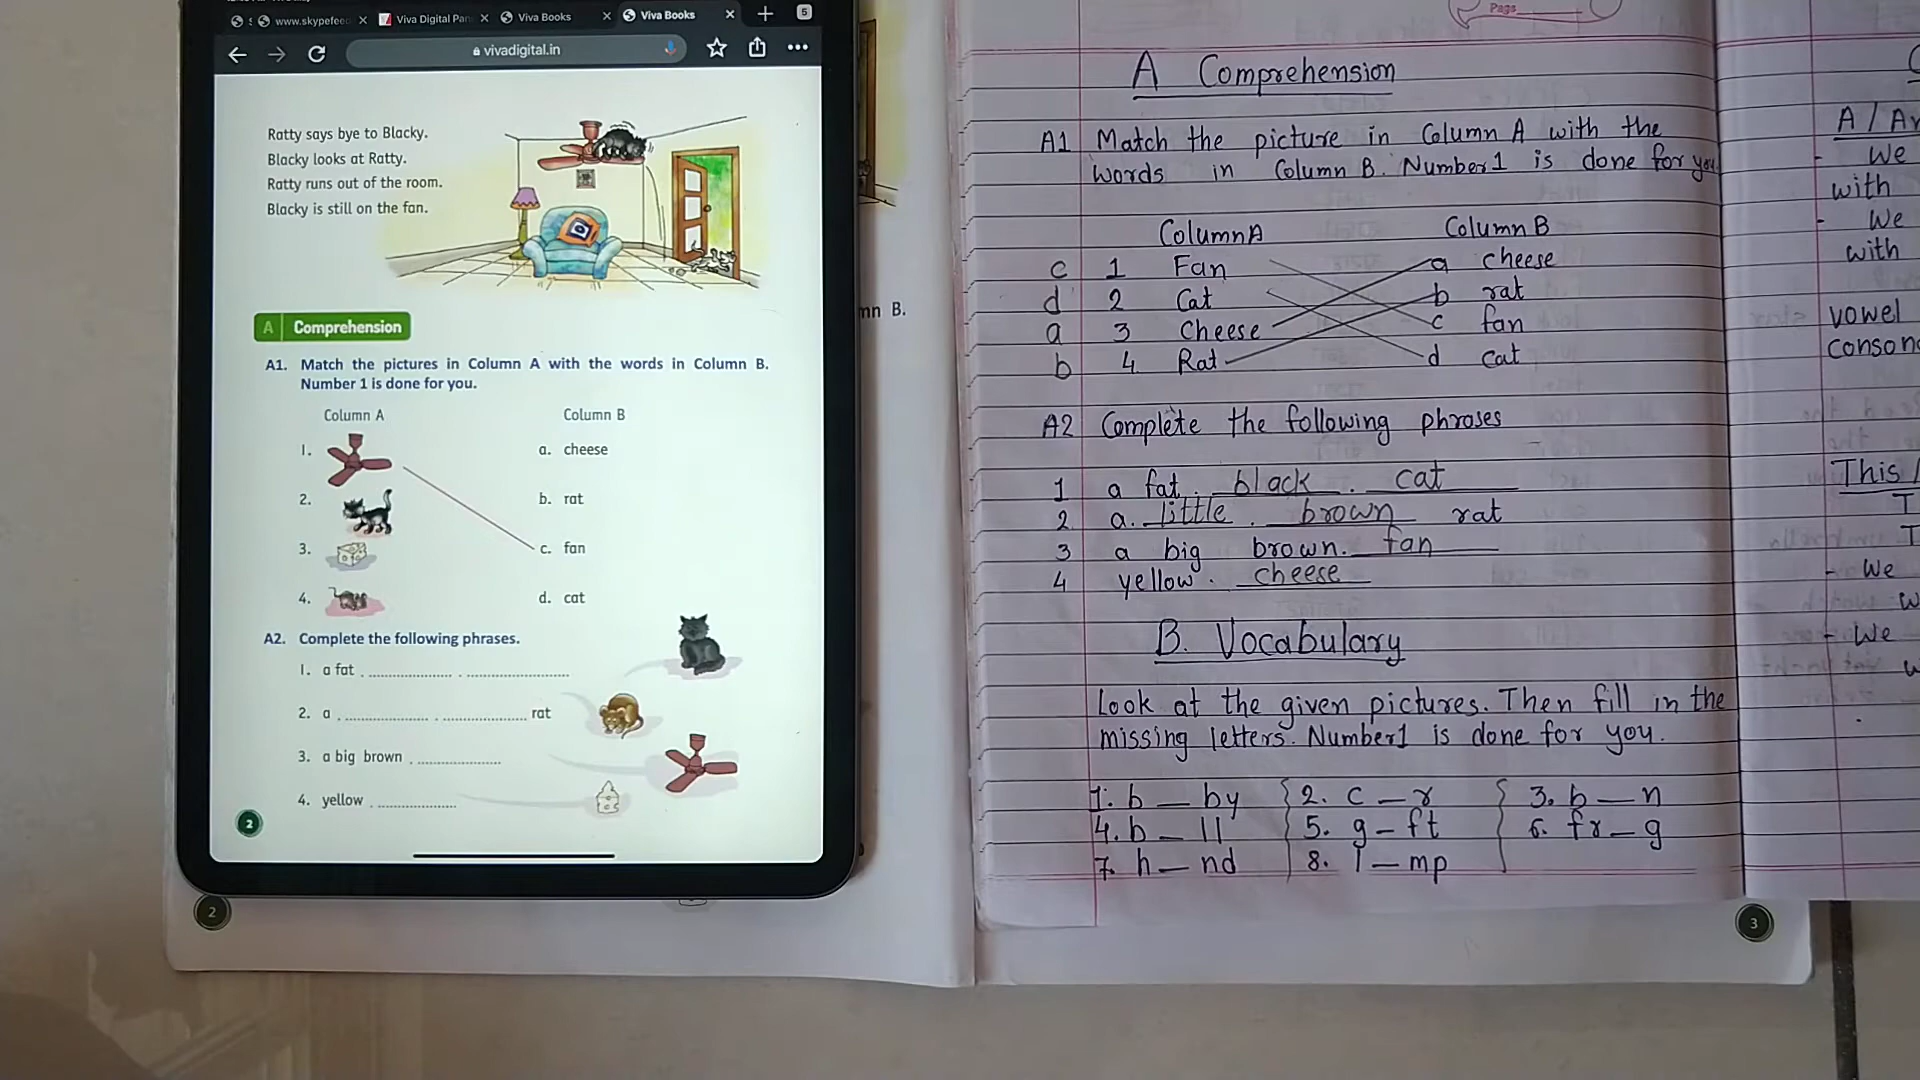 www.skypefee
Viva Digital Pan
Viva Books
Viva Books
5
vivadigital.in
Ratty says bye to Blacky.
Blacky looks at Ratty.
Ratty runs out of the room.
Blacky is still on the fan.
A Comprehension
A1. Match the pictures in Column A with the words in Column B.
Number 1 is done for you.
Column A Column B
1. a. cheese
2. b. rat
3. c. fan
4. d. cat
A2. Complete the following phrases.
1. a fat
2. a rat
3. a big brown
4. yellow
2
2
mn B.
Page
A Comprehension
A1 Match the picture in Column A with the
words in Column B. Number 1 is done for you
Column A Column B
c 1 Fan a cheese
d 2 Cat b rat
a 3 Cheese c fan
b 4 Rat d cat
A2 Complete the following phrases
1 a fat black cat
2 a little brown rat
3 a big brown fan
4 yellow cheese
B. Vocabulary
Look at the given pictures. Then fill in the
missing letters. Number 1 is done for you.
1. b _ by 2. c _ r 3. b _ n
4. b _ ll 5. g _ ft 6. fr _ g
7. h _ nd 8. l _ mp
A / An
- We
with
- We
with
vowel
conson
This /
- We
- We
3